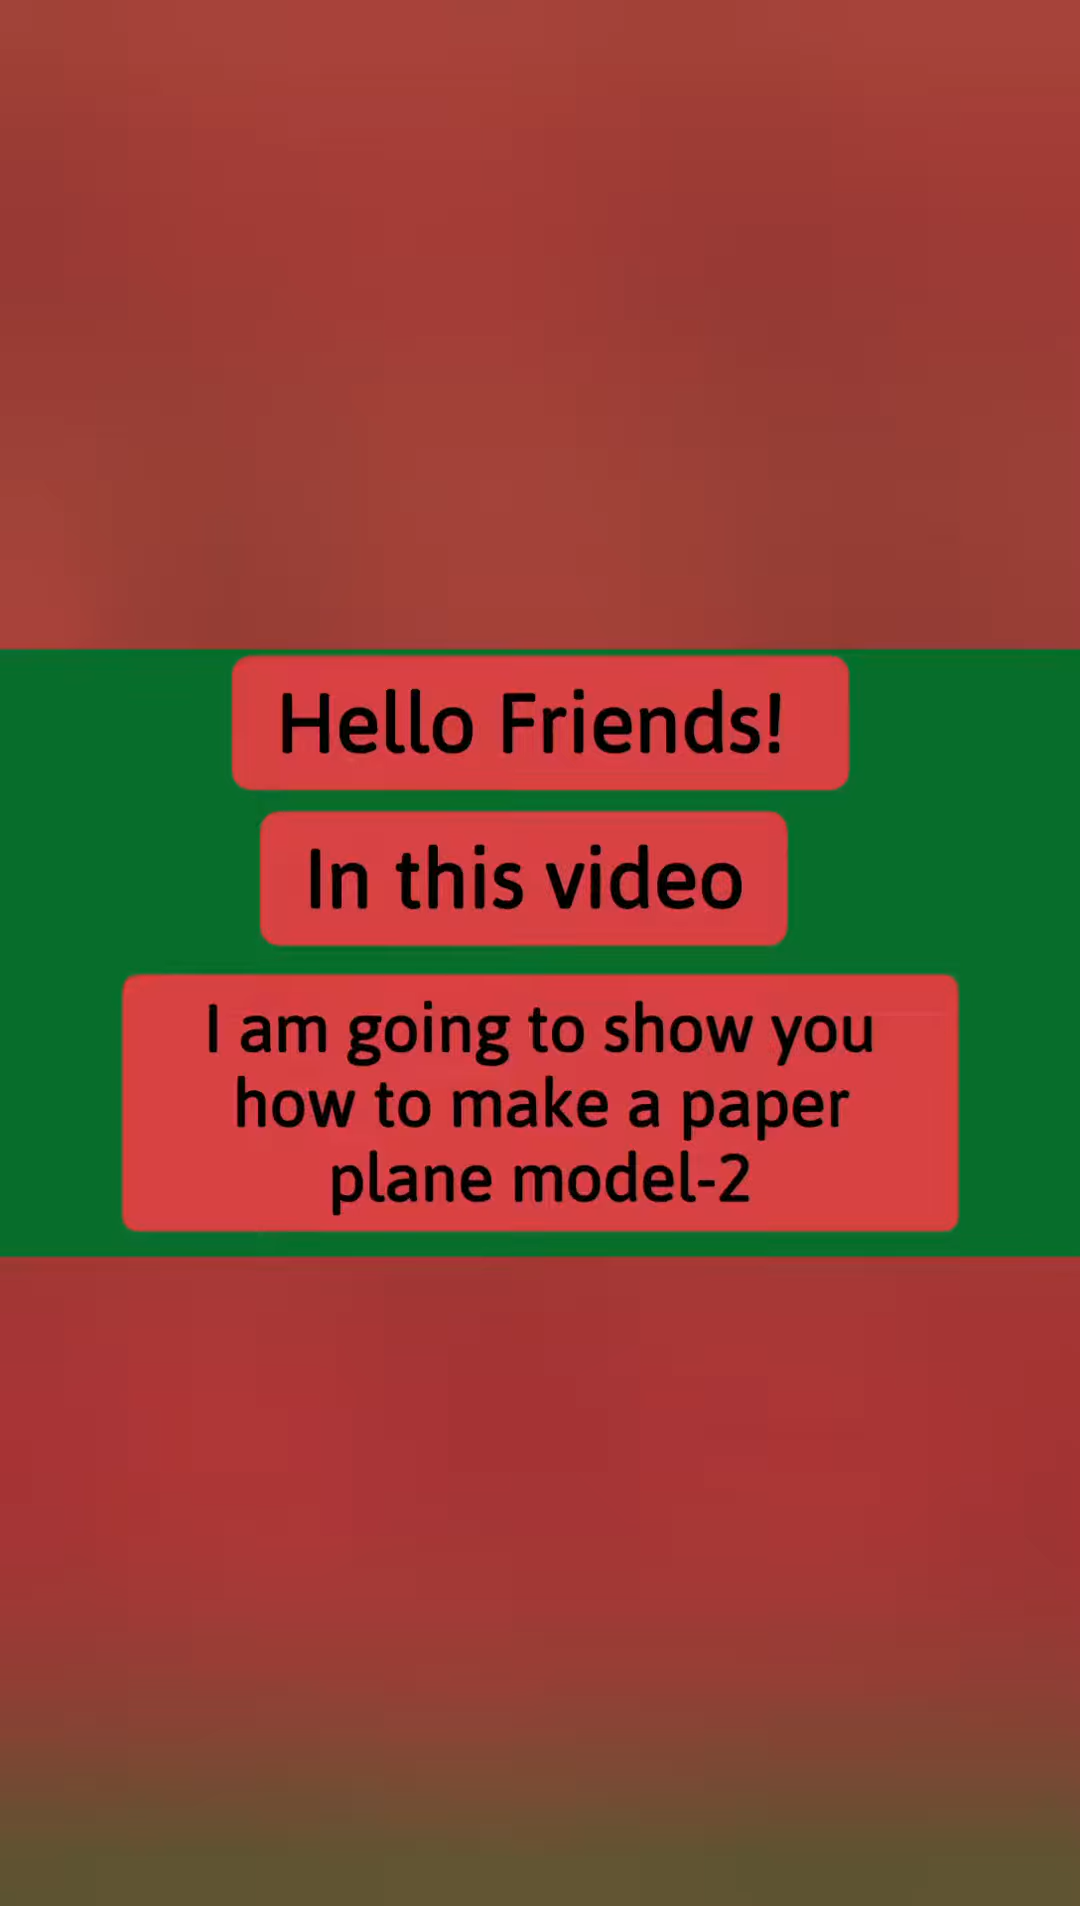 Hello Friends!
In this video
I am going to show you
how to make a paper
plane model-2